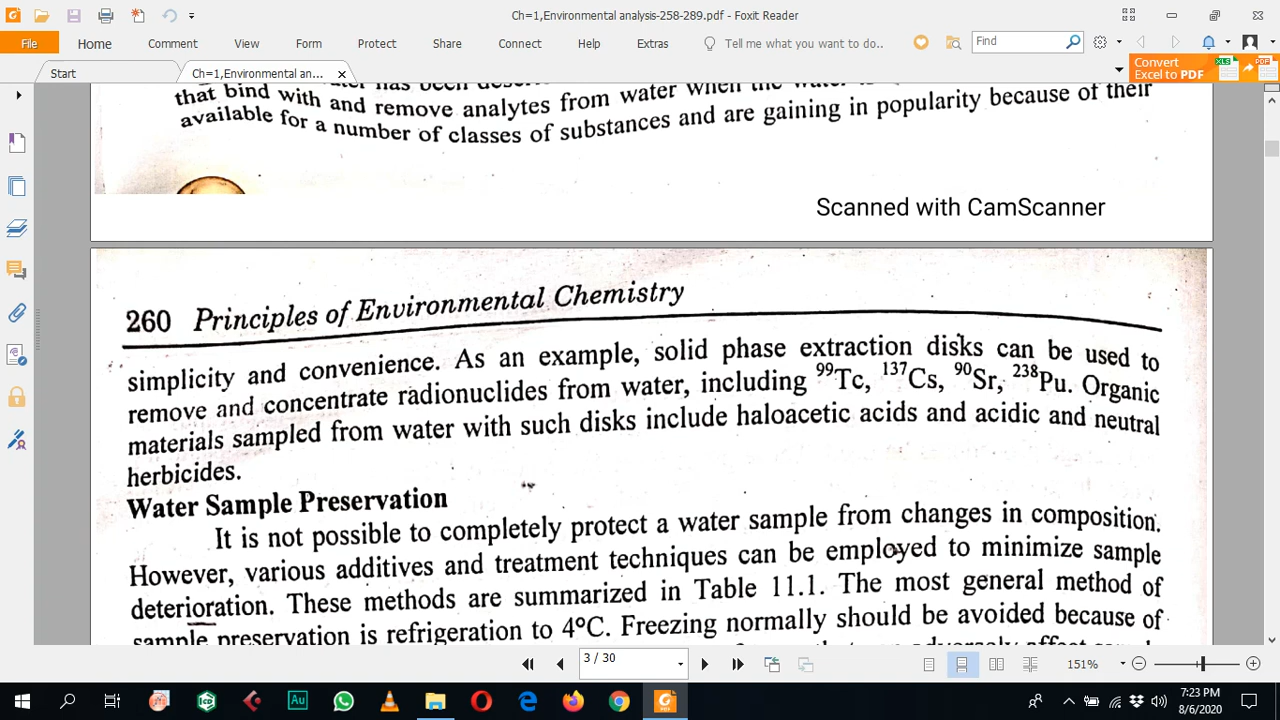 Ch=1,Environmental analysis-258-289.pdf - Foxit Reader
File Home Comment View Form Protect Share Connect Help Extras Tell me what you want to do.. Find
Start Ch=1,Environmental an... Convert
Excel to PDF
that bind with and remove analytes from water when the water
available for a number of classes of substances and are gaining in popularity because of their
Scanned with CamScanner
260 Principles of Environmental Chemistry
simplicity and convenience. As an example, solid phase extraction disks can be used to
remove and concentrate radionuclides from water, including ⁹⁹Tc, ¹³⁷Cs, ⁹⁰Sr, ²³⁸Pu. Organic
materials sampled from water with such disks include haloacetic acids and acidic and neutral
herbicides.
Water Sample Preservation
It is not possible to completely protect a water sample from changes in composition.
However, various additives and treatment techniques can be employed to minimize sample
deterioration. These methods are summarized in Table 11.1. The most general method of
sample preservation is refrigeration to 4°C. Freezing normally should be avoided because of
3 / 30 151%
7:23 PM
8/6/2020